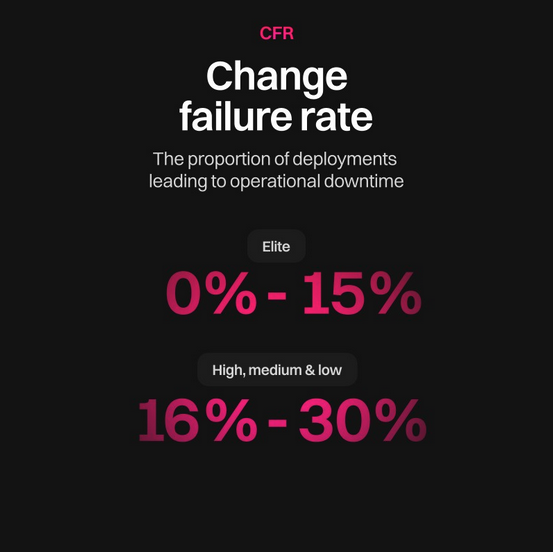 CFR
Change
failure rate
The proportion of deployments
leading to operational downtime
Elite
0% - 15%
High, medium & low
16% - 30%